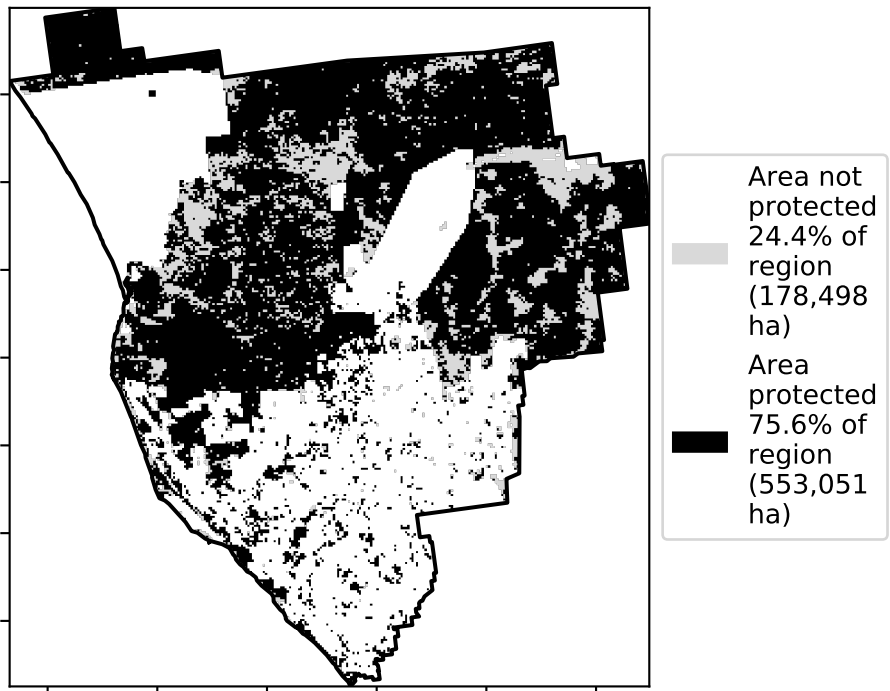 Area not
protected
24.4% of
region
(178,498
ha)
Area
protected
75.6% of
region
(553,051
ha)